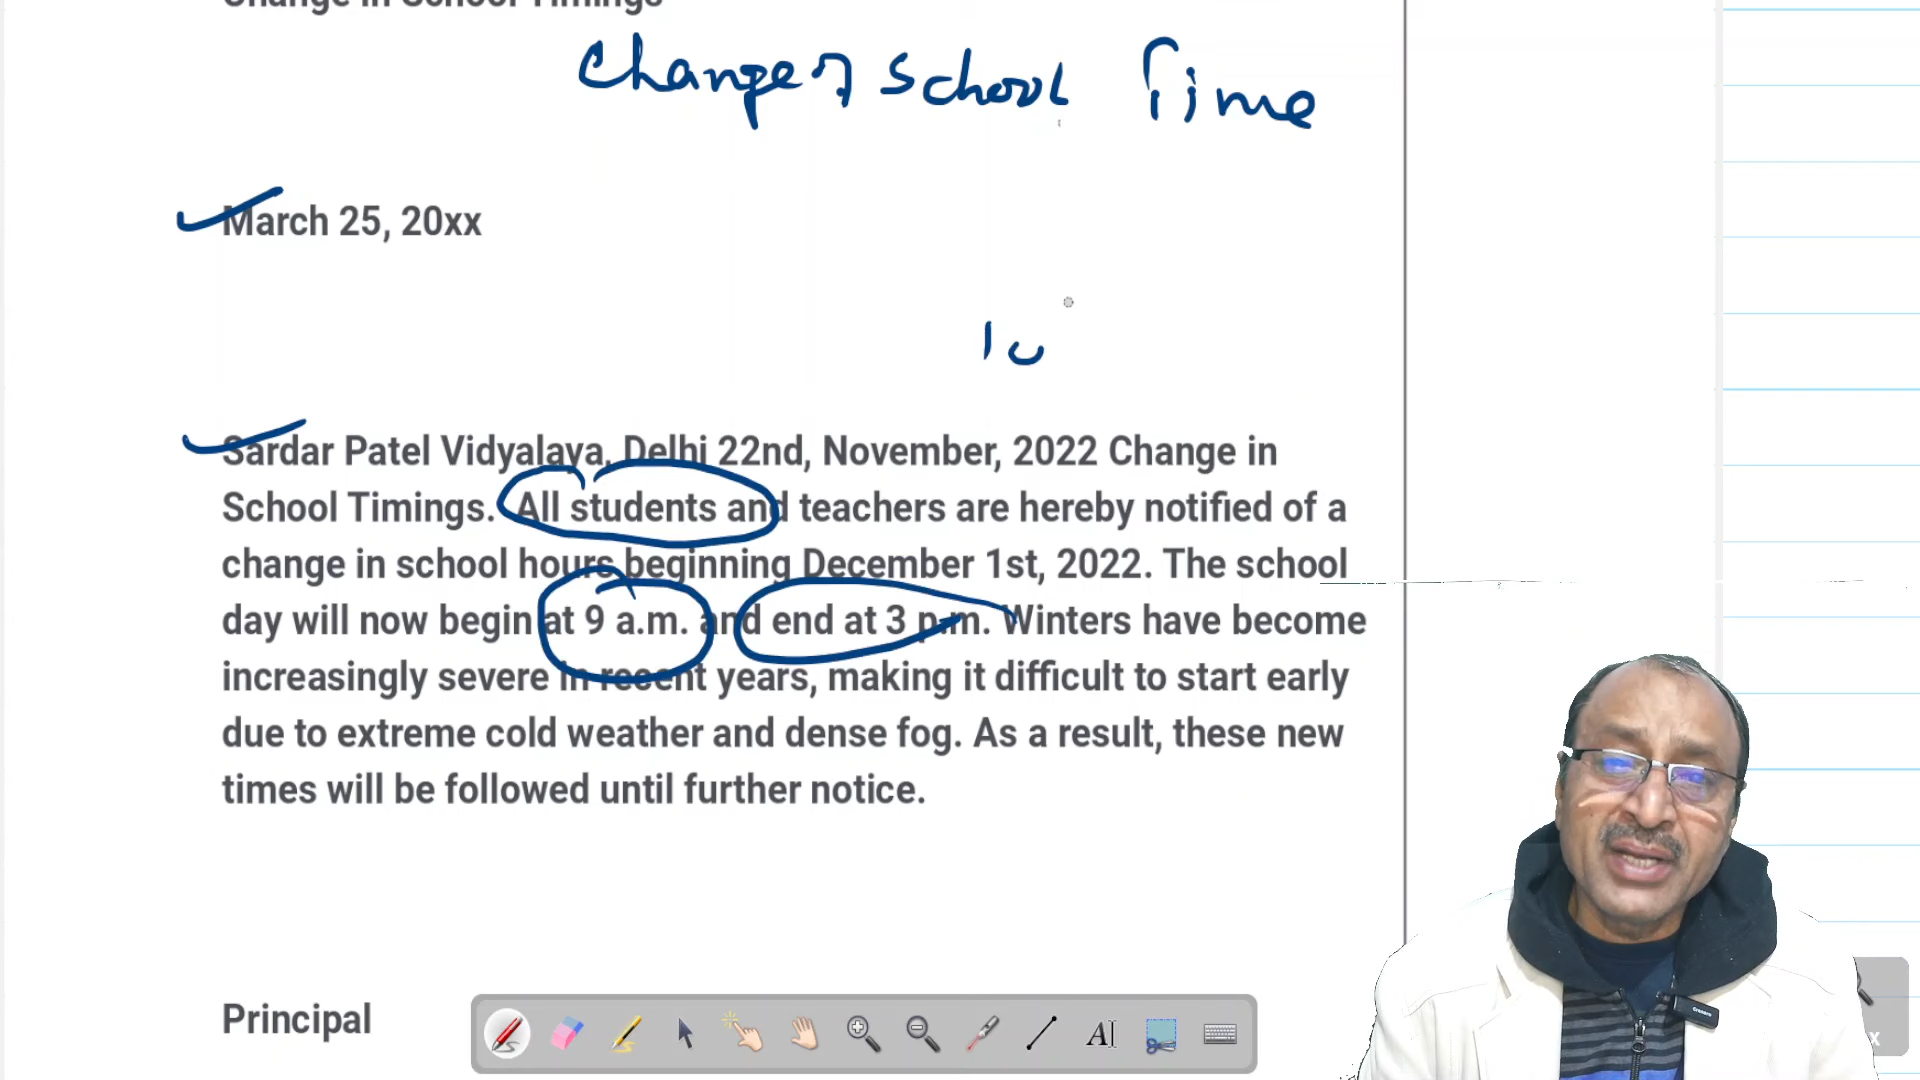 Change in School Timings
Change of School Time
March 25, 20xx
Sardar Patel Vidyalaya, Delhi 22nd, November, 2022 Change in
School Timings. All students and teachers are hereby notified of a
change in school hours beginning December 1st, 2022. The school
day will now begin at 9 a.m. and end at 3 p.m. Winters have become
increasingly severe in recent years, making it difficult to start early
due to extreme cold weather and dense fog. As a result, these new
times will be followed until further notice.
Principal